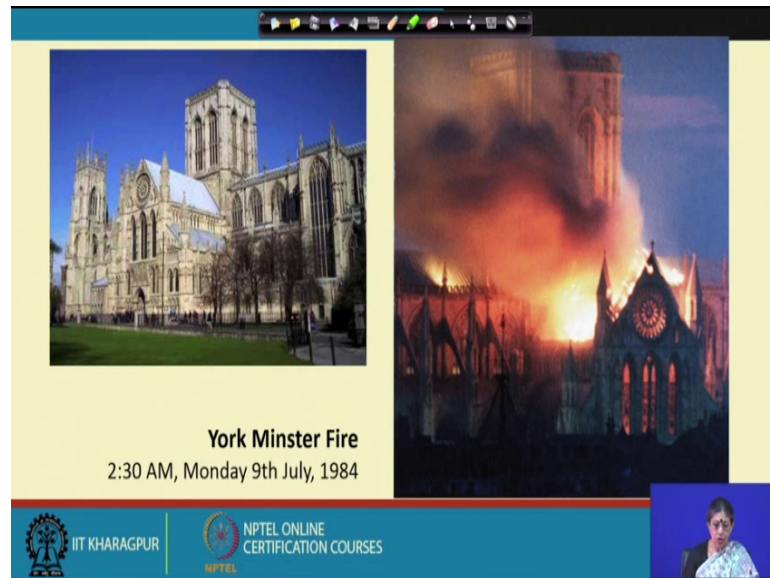 York Minster Fire
2:30 AM, Monday 9th July, 1984
IIT KHARAGPUR
NPTEL
NPTEL ONLINE
CERTIFICATION COURSES